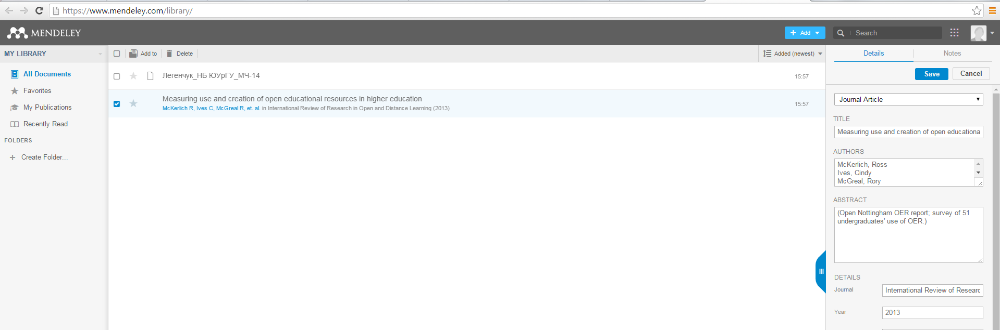 https://www.mendeley.com/library/
MENDELEY
Add
Search
MY LIBRARY
All Documents
Favorites
My Publications
Recently Read
FOLDERS
Create Folder...
Add to
Delete
Added (newest)
Легенчук_НБ ЮУрГУ_МЧ-14
15:57
Measuring use and creation of open educational resources in higher education
McKerlich R, Ives C, McGreal R, et. al. in International Review of Research in Open and Distance Learning (2013)
15:57
Details
Notes
Save
Cancel
Journal Article
TITLE
Measuring use and creation of open educationa
AUTHORS
McKerlich, Ross
Ives, Cindy
McGreal, Rory
ABSTRACT
(Open Nottingham OER report; survey of 51
undergraduates' use of OER.)
DETAILS
Journal
International Review of Researc
Year
2013